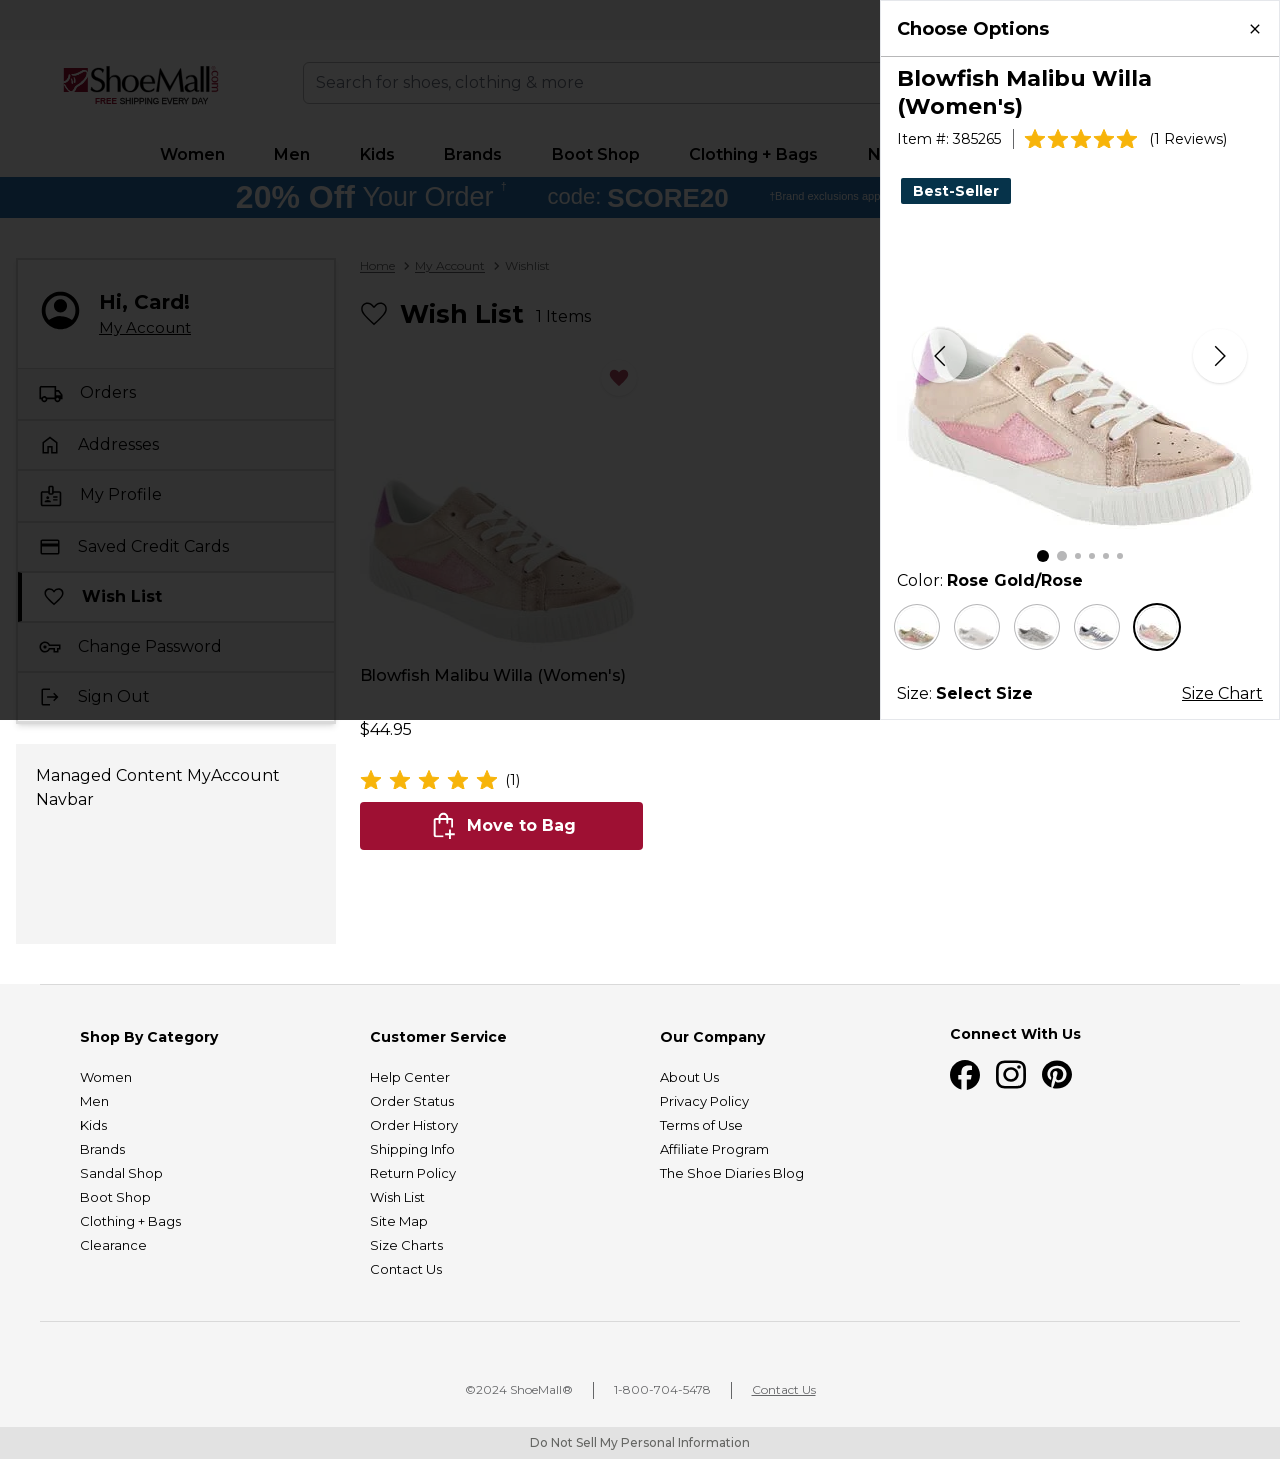 ShoeMall
.com
FREE SHIPPING EVERY DAY
Search for shoes, clothing & more
Women
Men
Kids
Brands
Boot Shop
Clothing + Bags
20% Off Your Order †
code: SCORE20
†Brand exclusions
Hi, Card!
My Account
Orders
Addresses
My Profile
Saved Credit Cards
Wish List
Change Password
Sign Out
Managed Content MyAccount
Navbar
Home
My Account
Wishlist
Wish List
1 Items
Blowfish Malibu Willa (Women's)
$44.95
(1)
Move to Bag
Choose Options
×
Blowfish Malibu Willa
(Women's)
Item #: 385265
(1 Reviews)
Best-Seller
Color: Rose Gold/Rose
Size: Select Size
Size Chart
Shop By Category
Women
Men
Kids
Brands
Sandal Shop
Boot Shop
Clothing + Bags
Clearance
Customer Service
Help Center
Order Status
Order History
Shipping Info
Return Policy
Wish List
Site Map
Size Charts
Contact Us
Our Company
About Us
Privacy Policy
Terms of Use
Affiliate Program
The Shoe Diaries Blog
Connect With Us
©2024 ShoeMall®
1-800-704-5478
Contact Us
Do Not Sell My Personal Information